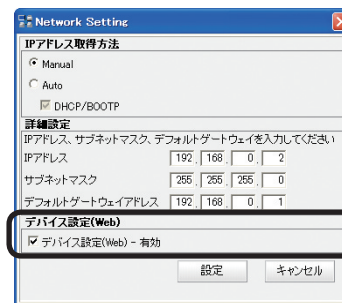 Network Setting
IPアドレス取得方法
Manual
Auto
DHCP/BOOTP
詳細設定
IPアドレス、サブネットマスク、デフォルトゲートウェイを入力してください
IPアドレス 192. 168. 0. 2
サブネットマスク 255. 255. 255. 0
デフォルトゲートウェイアドレス 192. 168. 0. 1
デバイス設定(Web)
デバイス設定(Web) - 有効
設定 キャンセル